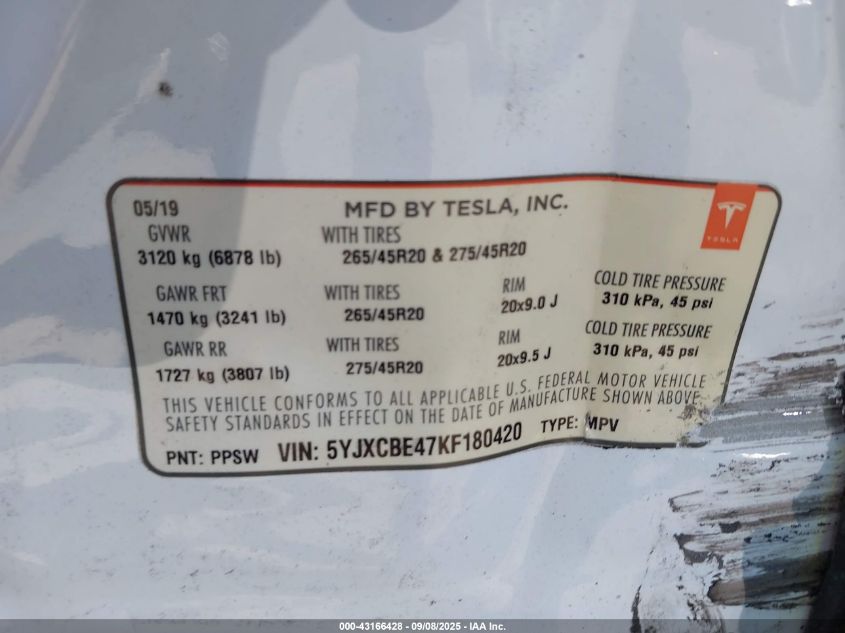 05/19 MFD BY TESLA, INC.
TESLA
GVWR WITH TIRES
3120 kg (6878 lb) 265/45R20 & 275/45R20
GAWR FRT WITH TIRES RIM COLD TIRE PRESSURE
1470 kg (3241 lb) 265/45R20 20x9.0 J 310 kPa, 45 psi
GAWR RR WITH TIRES RIM COLD TIRE PRESSURE
1727 kg (3807 lb) 275/45R20 20x9.5 J 310 kPa, 45 psi
THIS VEHICLE CONFORMS TO ALL APPLICABLE U.S. FEDERAL MOTOR VEHICLE
SAFETY STANDARDS IN EFFECT ON THE DATE OF MANUFACTURE SHOWN ABOVE
PNT: PPSW VIN: 5YJXCBE47KF180420 TYPE: MPV
000-43166428 - 09/08/2025 - IAA Inc.